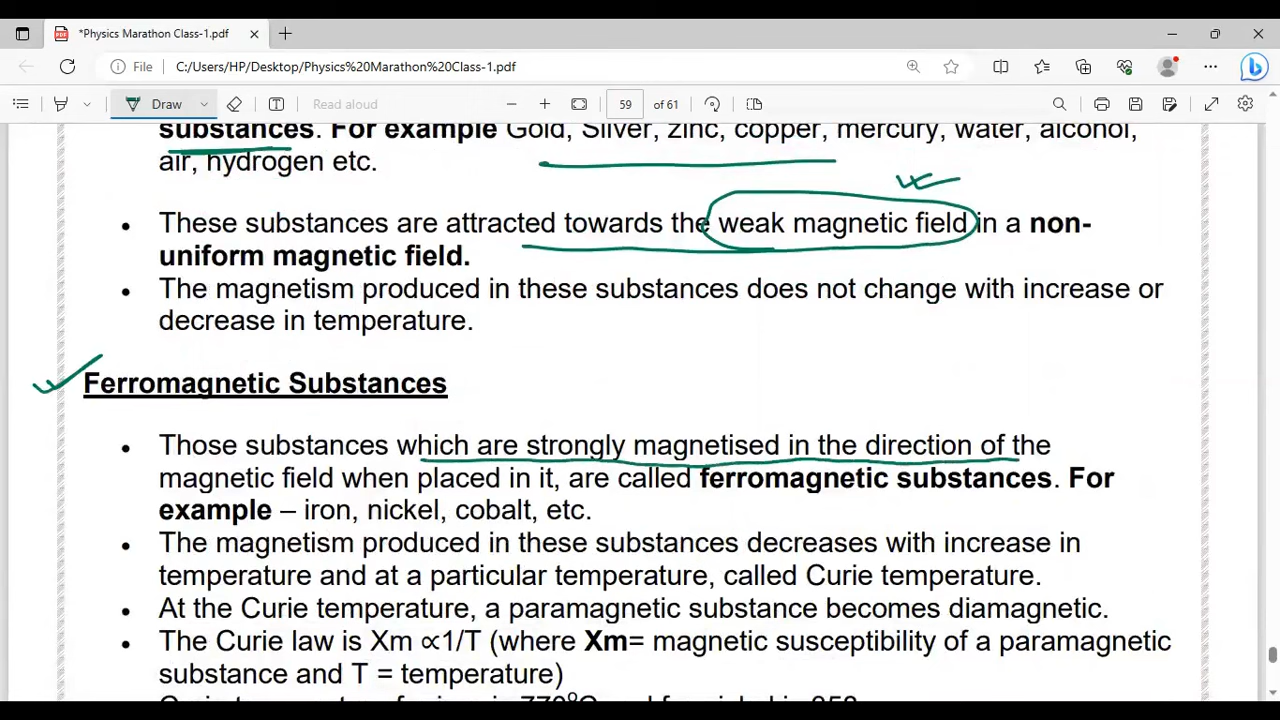 *Physics Marathon Class-1.pdf
File C:/Users/HP/Desktop/Physics%20Marathon%20Class-1.pdf
Draw Read aloud 59 of 61
substances. For example Gold, Silver, zinc, copper, mercury, water, alcohol,
air, hydrogen etc.
• These substances are attracted towards the weak magnetic field in a non-
uniform magnetic field.
• The magnetism produced in these substances does not change with increase or
decrease in temperature.
Ferromagnetic Substances
• Those substances which are strongly magnetised in the direction of the
magnetic field when placed in it, are called ferromagnetic substances. For
example – iron, nickel, cobalt, etc.
• The magnetism produced in these substances decreases with increase in
temperature and at a particular temperature, called Curie temperature.
• At the Curie temperature, a paramagnetic substance becomes diamagnetic.
• The Curie law is Xm ∝1/T (where Xm= magnetic susceptibility of a paramagnetic
substance and T = temperature)